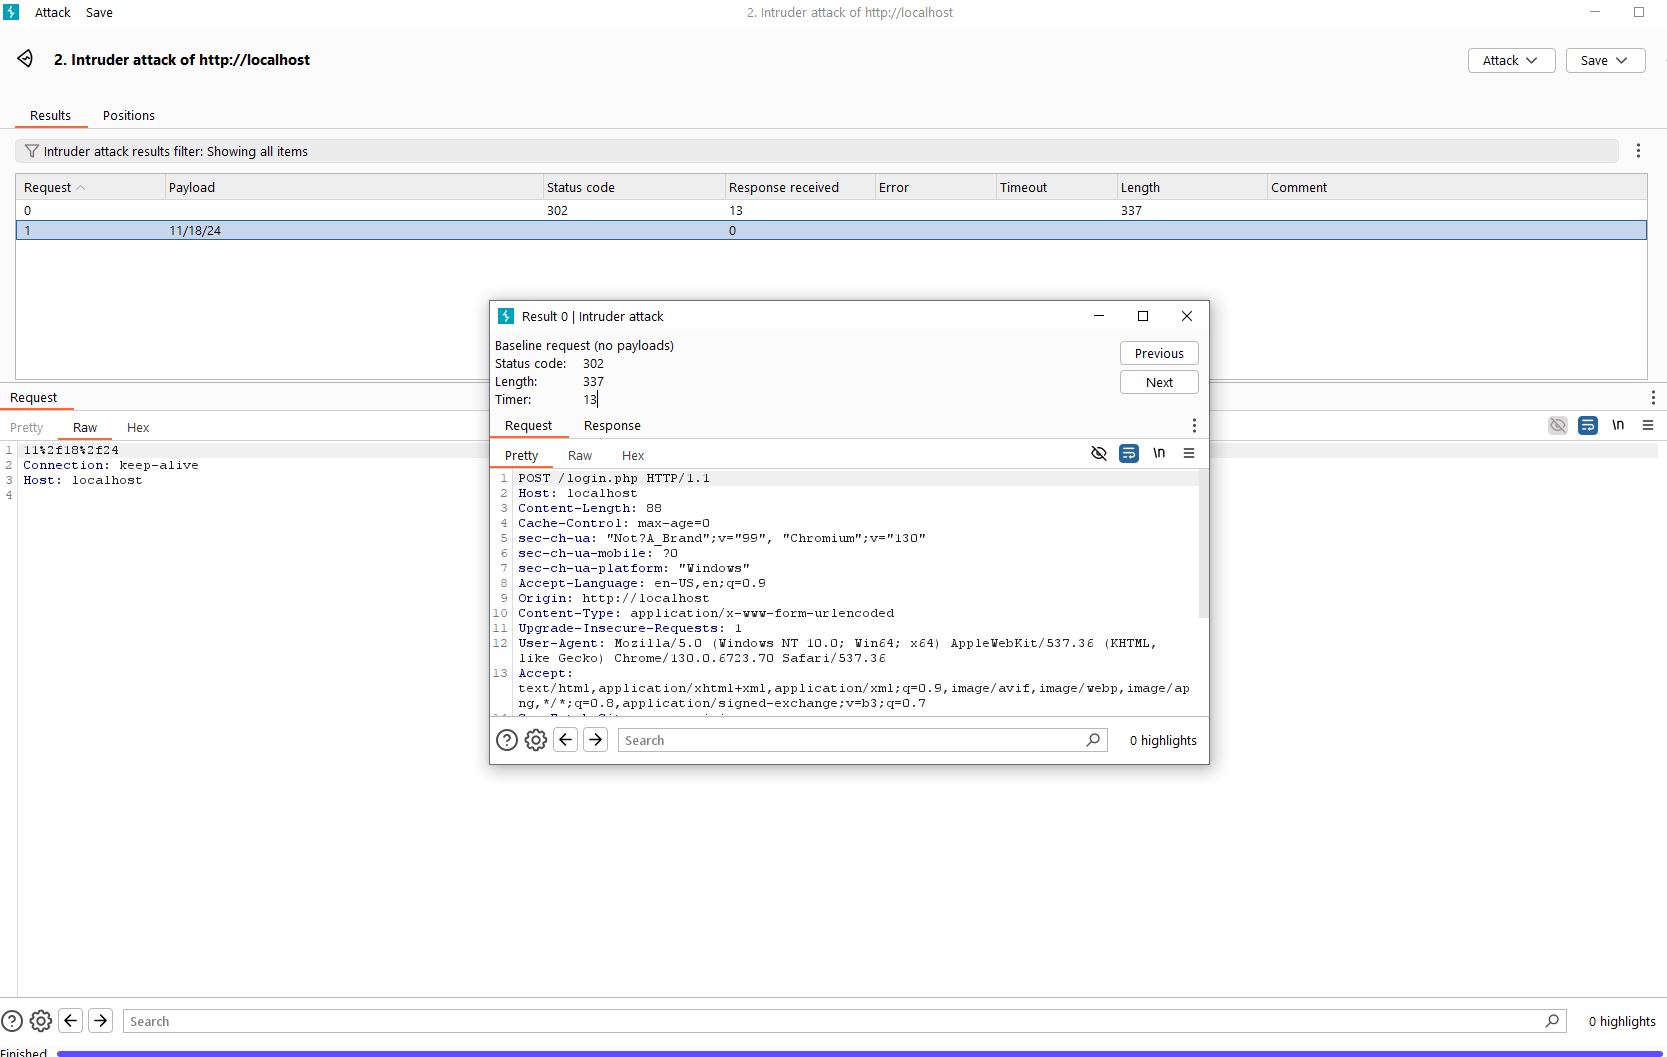 Attack Save 2. Intruder attack of http://localhost
2. Intruder attack of http://localhost
Attack Save
Results Positions
Intruder attack results filter: Showing all items
Request Payload Status code Response received Error Timeout Length Comment
0 302 13 337
1 11/18/24 0
Request
Pretty Raw Hex
\n
1 11%2f18%2f24
2 Connection: keep-alive
3 Host: localhost
4
Result 0 | Intruder attack
Baseline request (no payloads)
Status code: 302
Length: 337
Timer: 13
Previous
Next
Request Response
Pretty Raw Hex
\n
1 POST /login.php HTTP/1.1
2 Host: localhost
3 Content-Length: 88
4 Cache-Control: max-age=0
5 sec-ch-ua: "Not?A_Brand";v="99", "Chromium";v="130"
6 sec-ch-ua-mobile: ?0
7 sec-ch-ua-platform: "Windows"
8 Accept-Language: en-US,en;q=0.9
9 Origin: http://localhost
10 Content-Type: application/x-www-form-urlencoded
11 Upgrade-Insecure-Requests: 1
12 User-Agent: Mozilla/5.0 (Windows NT 10.0; Win64; x64) AppleWebKit/537.36 (KHTML,
like Gecko) Chrome/130.0.6723.70 Safari/537.36
13 Accept:
text/html,application/xhtml+xml,application/xml;q=0.9,image/avif,image/webp,image/ap
ng,*/*;q=0.8,application/signed-exchange;v=b3;q=0.7
Search 0 highlights
Search 0 highlights
Finished